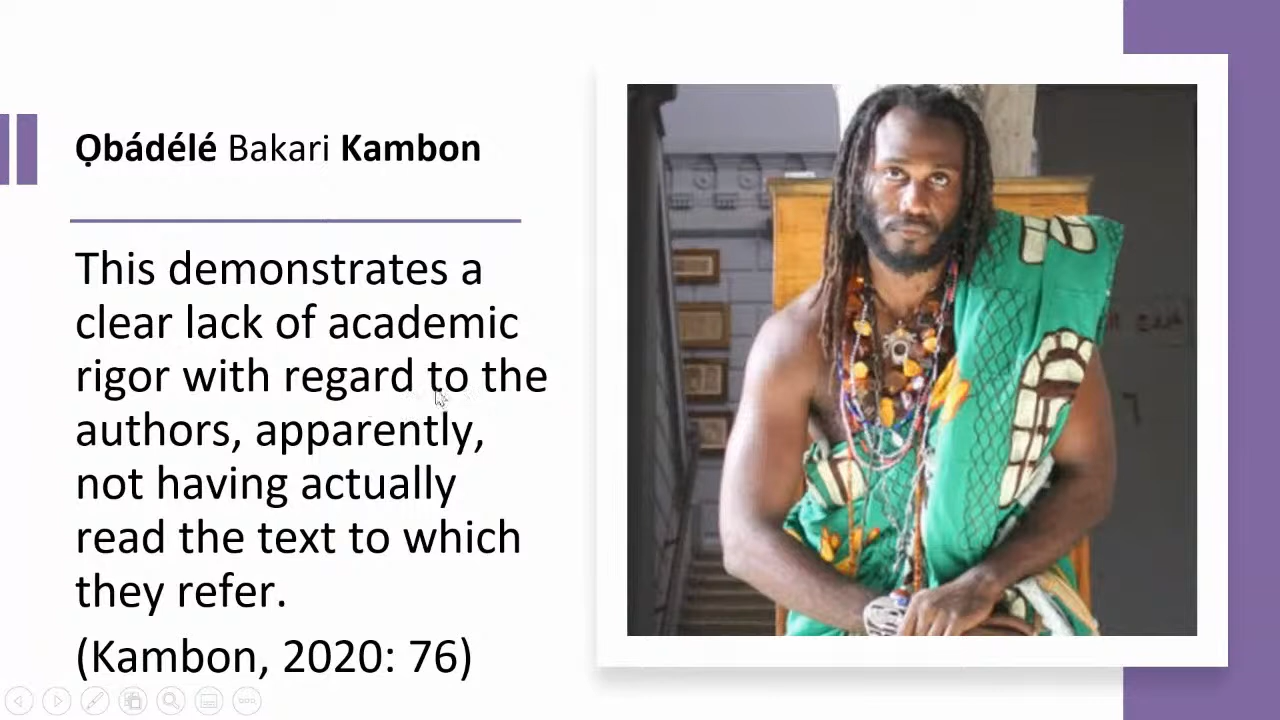 Ọbádélé Bakari Kambon
This demonstrates a
clear lack of academic
rigor with regard to the
authors, apparently,
not having actually
read the text to which
they refer.
(Kambon, 2020: 76)